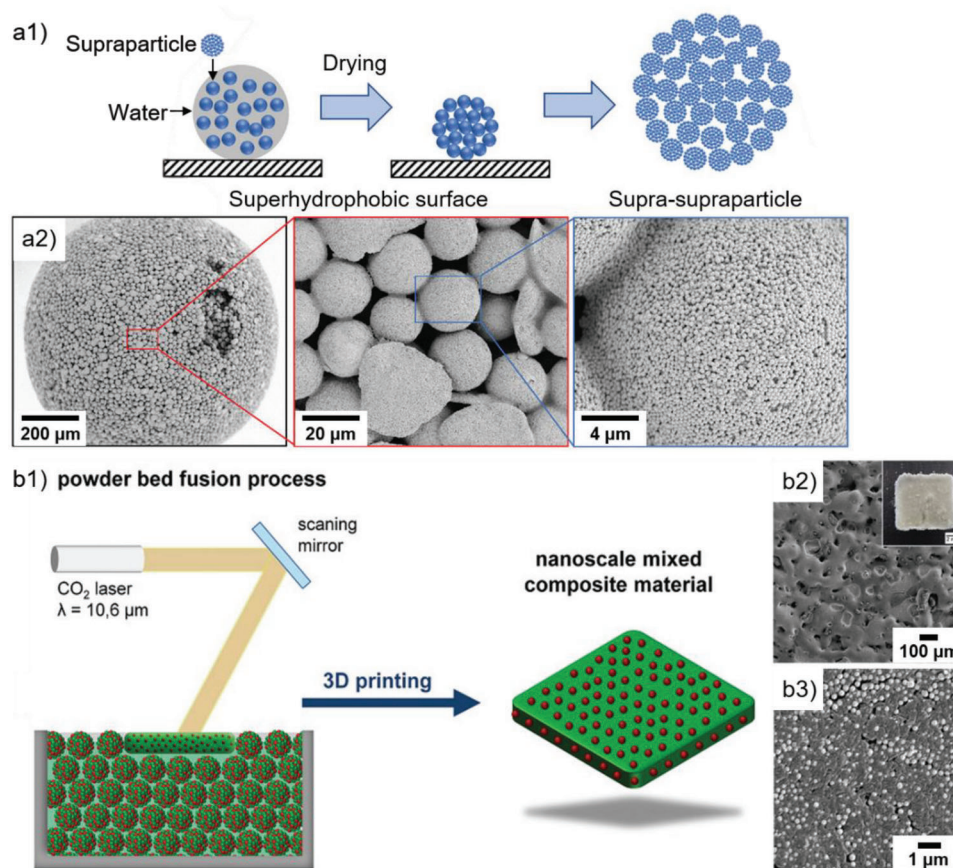 a1)
Supraparticle
Drying
Water
Superhydrophobic surface
Supra-supraparticle
a2)
200 µm
20 µm
4 µm
b1) powder bed fusion process
scaning
mirror
CO₂ laser
λ = 10,6 µm
nanoscale mixed
composite material
3D printing
b2)
100 µm
b3)
1 µm